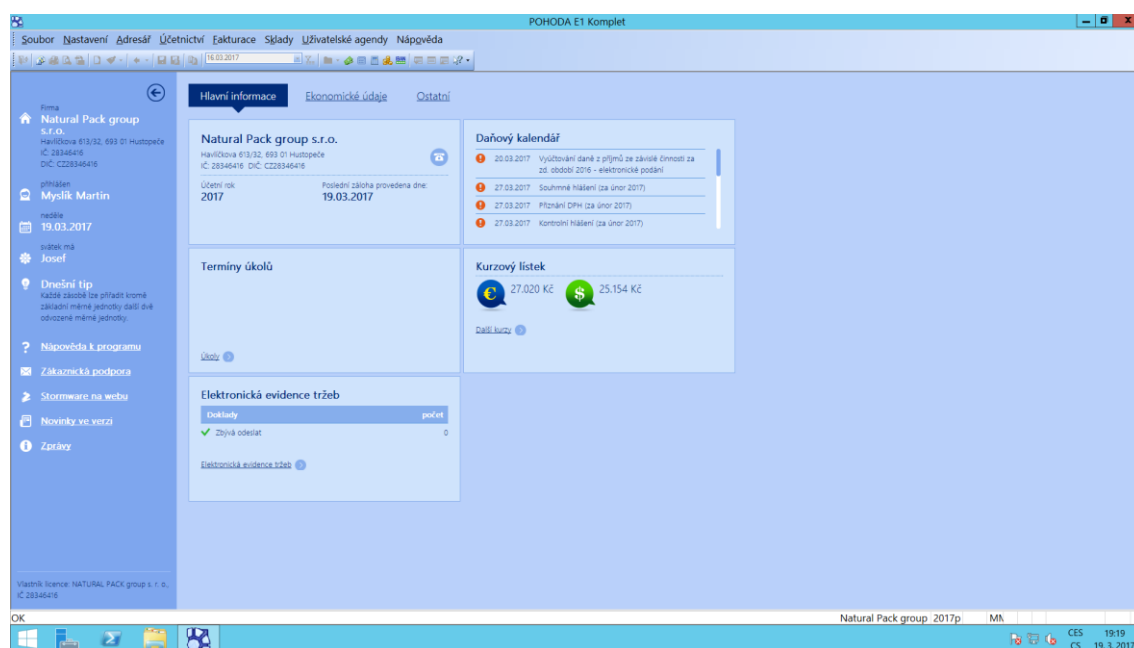 POHODA E1 Komplet
Soubor Nastavení Adresář Účetnictví Fakturace Sklady Uživatelské agendy Nápověda
16.03.2017
Firma
Natural Pack group
s.r.o.
Havlíčkova 613/32, 693 01 Hustopeče
IČ: 28346416
DIČ: CZ28346416
přihlášen
Myslík Martin
neděle
19.03.2017
svátek má
Josef
Dnešní tip
Každé zásobě lze přiřadit kromě
základní měrné jednotky další dvě
odvozené měrné jednotky.
Nápověda k programu
Zákaznická podpora
Stormware na webu
Novinky ve verzi
Zprávy
Vlastník licence: NATURAL PACK group s. r. o.,
IČ 28346416
Hlavní informace Ekonomické údaje Ostatní
Natural Pack group s.r.o.
Havlíčkova 613/32, 693 01 Hustopeče
IČ: 28346416 DIČ: CZ28346416
Účetní rok Poslední záloha provedena dne:
2017 19.03.2017
Daňový kalendář
20.03.2017 Vyúčtování daně z příjmů ze závislé činnosti za
zd. období 2016 - elektronické podání
27.03.2017 Souhrnné hlášení (za únor 2017)
27.03.2017 Přiznání DPH (za únor 2017)
27.03.2017 Kontrolní hlášení (za únor 2017)
Termíny úkolů
Úkoly
Kurzový lístek
27.020 Kč 25.154 Kč
Další kurzy
Elektronická evidence tržeb
Doklady počet
Zbývá odeslat 0
Elektronická evidence tržeb
OK Natural Pack group 2017p MM
CES 19:19
CS 19. 3. 2017